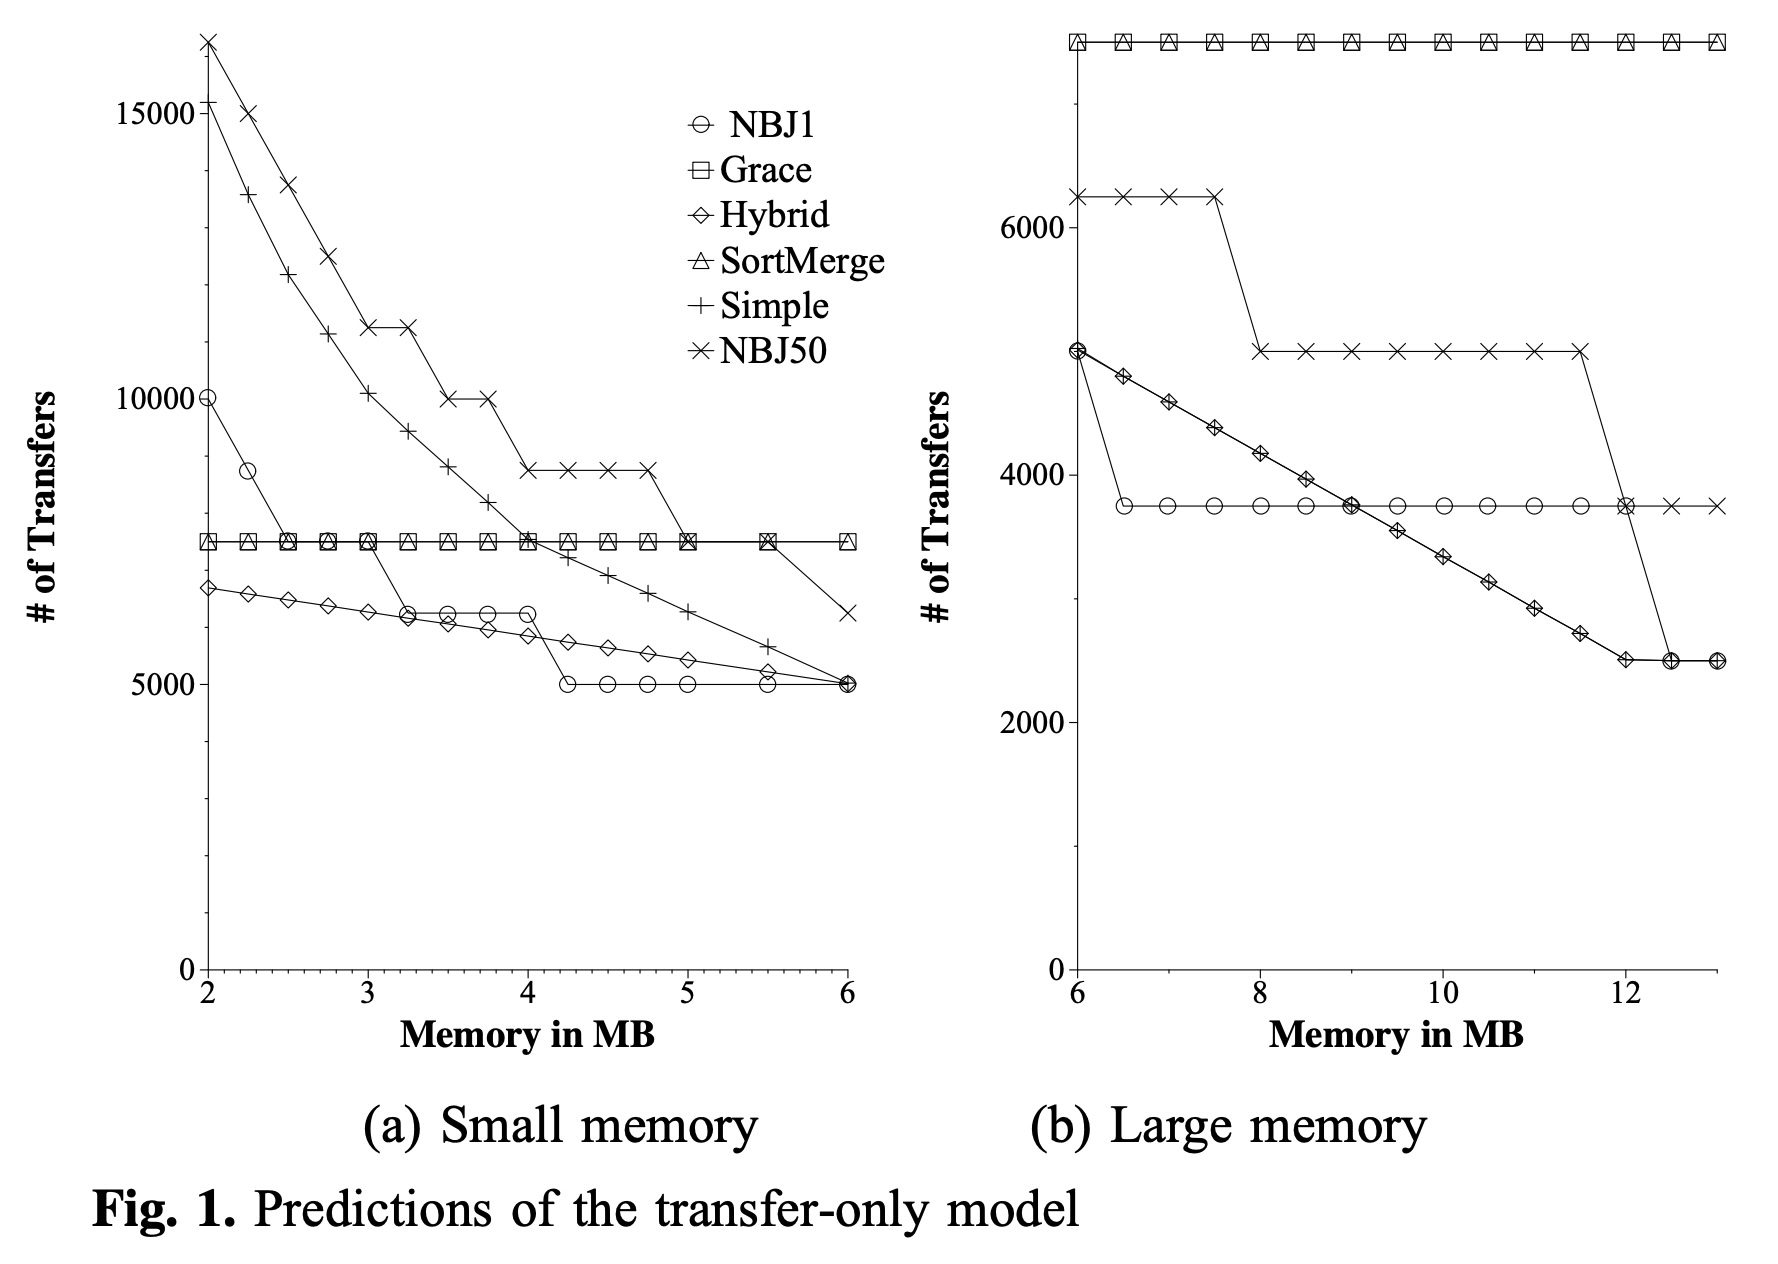 15000
10000
5000
0
2 3 4 5 6
# of Transfers
Memory in MB
NBJ1
Grace
Hybrid
SortMerge
Simple
NBJ50
6000
4000
2000
0
6 8 10 12
# of Transfers
Memory in MB
(a) Small memory
(b) Large memory
Fig. 1. Predictions of the transfer-only model